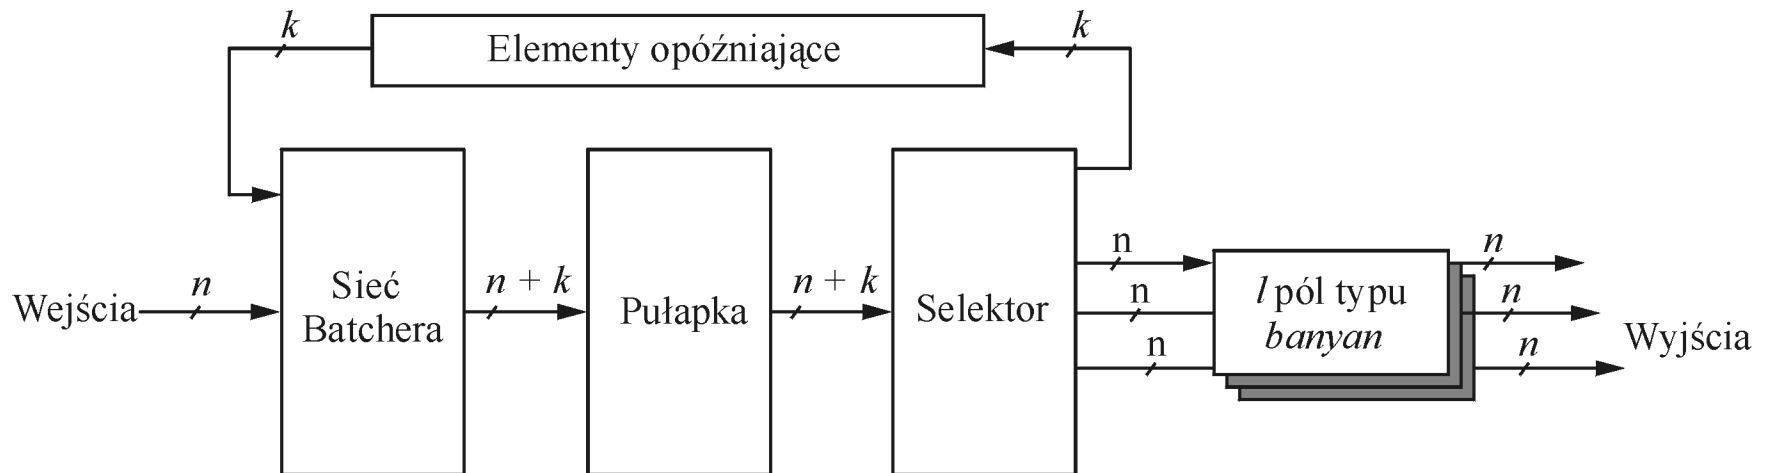 k
Elementy opóźniające
k
Wejścia
n
Sieć
Batchera
n + k
Pułapka
n + k
Selektor
n
n
n
l pól typu
banyan
n
n
n
Wyjścia